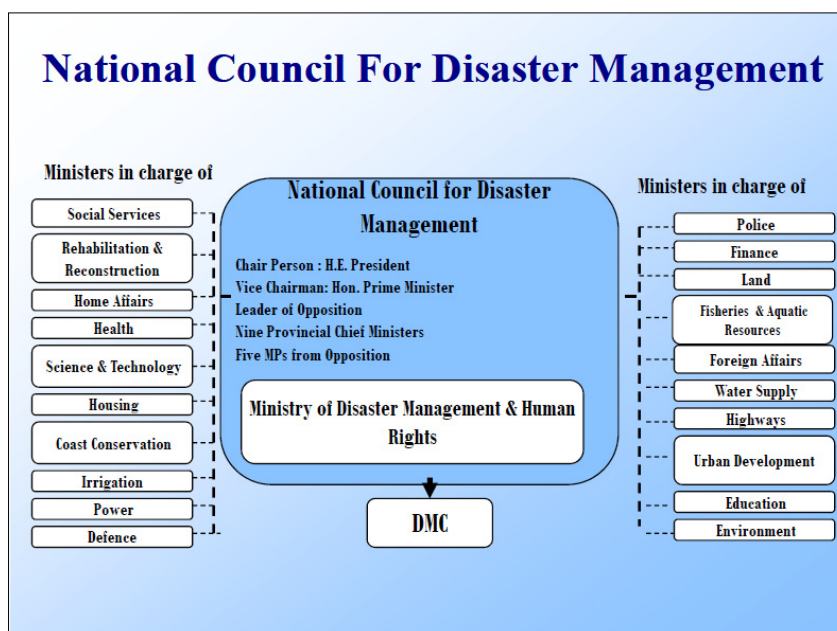 National Council For Disaster Management
Ministers in charge of
Social Services
Rehabilitation &
Reconstruction
Home Affairs
Health
Science & Technology
Housing
Coast Conservation
Irrigation
Power
Defence
National Council for Disaster
Management
Chair Person : H.E. President
Vice Chairman: Hon. Prime Minister
Leader of Opposition
Nine Provincial Chief Ministers
Five MPs from Opposition
Ministry of Disaster Management & Human
Rights
DMC
Ministers in charge of
Police
Finance
Land
Fisheries & Aquatic
Resources
Foreign Affairs
Water Supply
Highways
Urban Development
Education
Environment